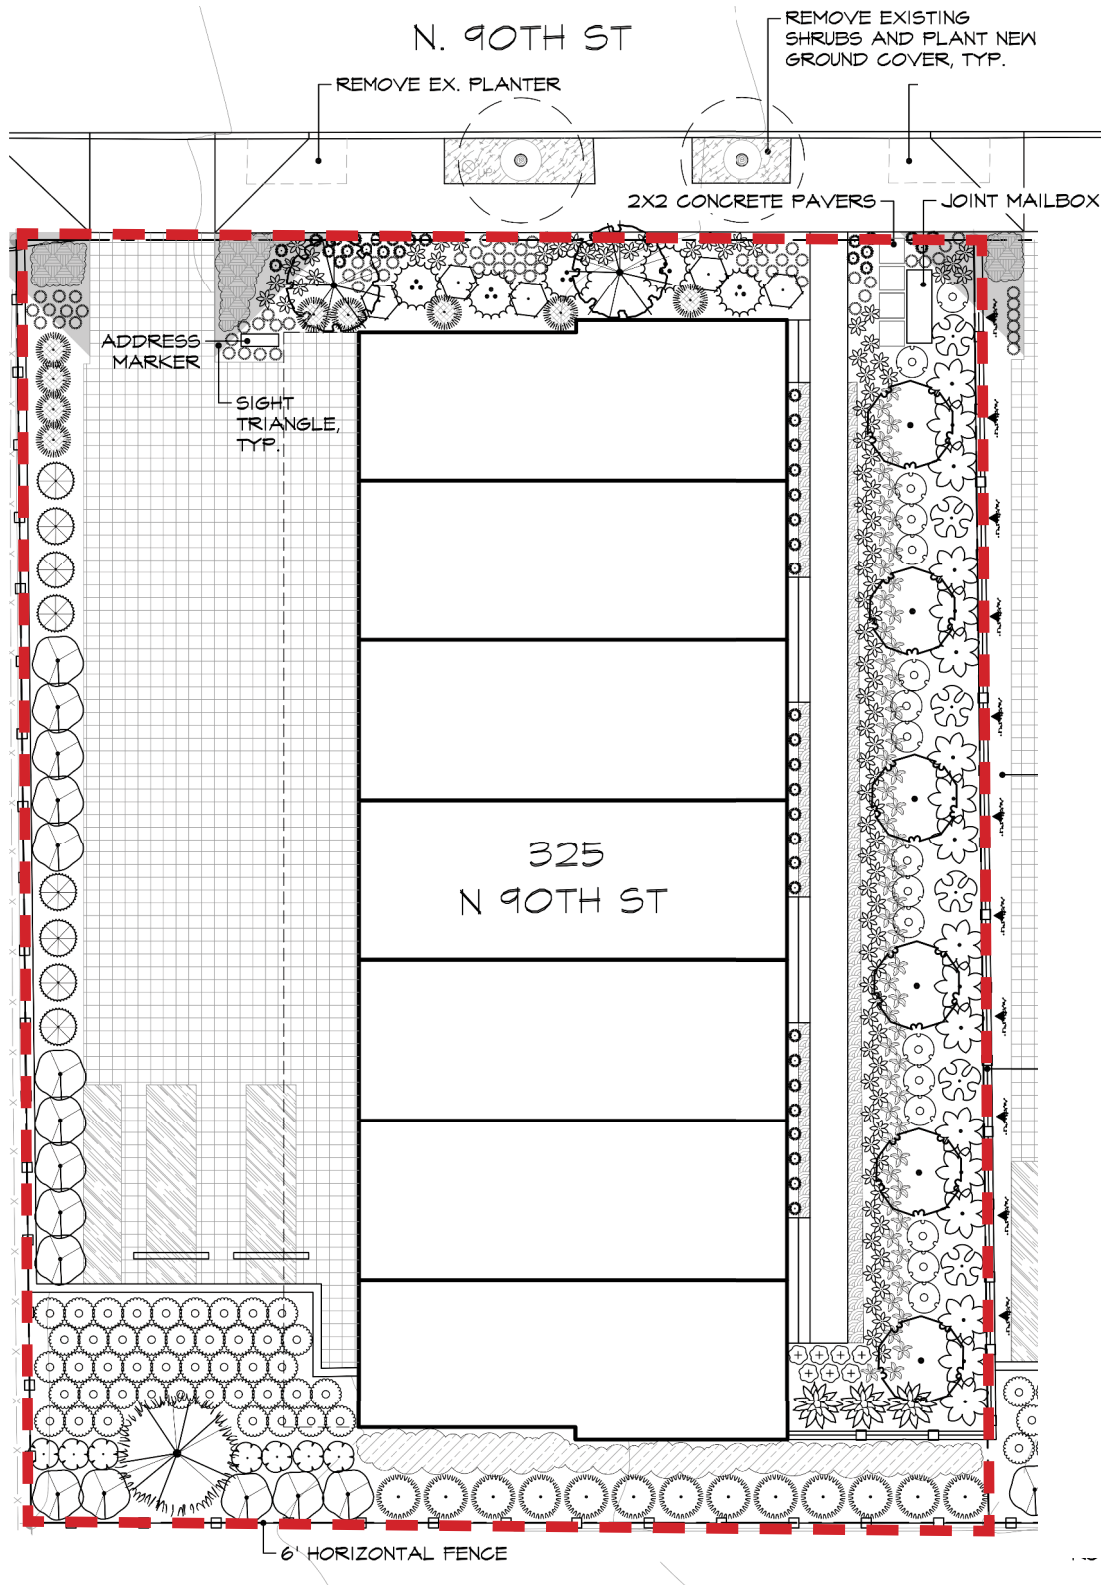 N. 90TH ST
REMOVE EXISTING
SHRUBS AND PLANT NEW
GROUND COVER, TYP.
REMOVE EX. PLANTER
2X2 CONCRETE PAVERS
JOINT MAILBOX
ADDRESS
MARKER
SIGHT
TRIANGLE,
TYP.
325
N 90TH ST
6' HORIZONTAL FENCE